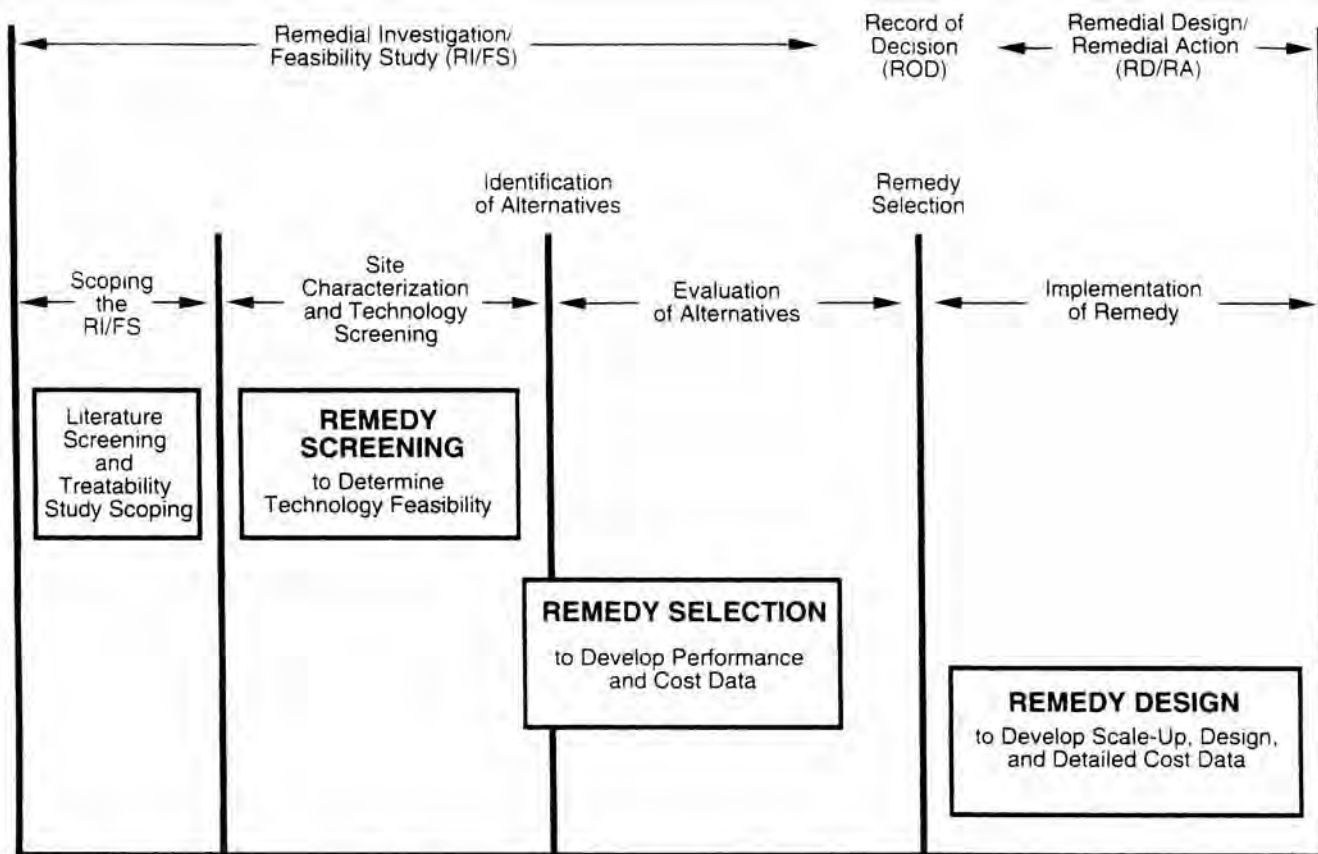 Remedial Investigation/
Feasibility Study (RI/FS)
Record of
Decision
(ROD)
Remedial Design/
Remedial Action
(RD/RA)
Identification
of Alternatives
Remedy
Selection
Scoping
the
RI/FS
Site
Characterization
and Technology
Screening
Evaluation
of Alternatives
Implementation
of Remedy
Literature
Screening
and
Treatability
Study Scoping
REMEDY
SCREENING
to Determine
Technology Feasibility
REMEDY SELECTION
to Develop Performance
and Cost Data
REMEDY DESIGN
to Develop Scale-Up, Design,
and Detailed Cost Data